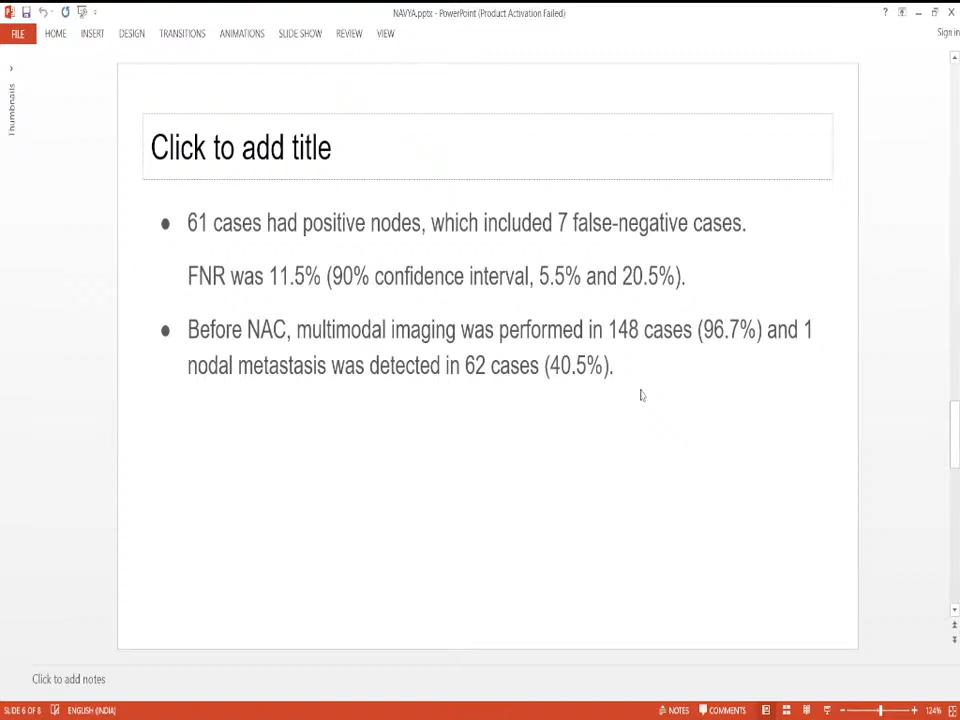 NAVYA.pptx - PowerPoint (Product Activation Failed)
FILE HOME INSERT DESIGN TRANSITIONS ANIMATIONS SLIDE SHOW REVIEW VIEW
Sign in
Thumbnails
Click to add title
● 61 cases had positive nodes, which included 7 false-negative cases.
FNR was 11.5% (90% confidence interval, 5.5% and 20.5%).
● Before NAC, multimodal imaging was performed in 148 cases (96.7%) and 1
nodal metastasis was detected in 62 cases (40.5%).
Click to add notes
SLIDE 6 OF 8 ENGLISH (INDIA) NOTES COMMENTS 124%